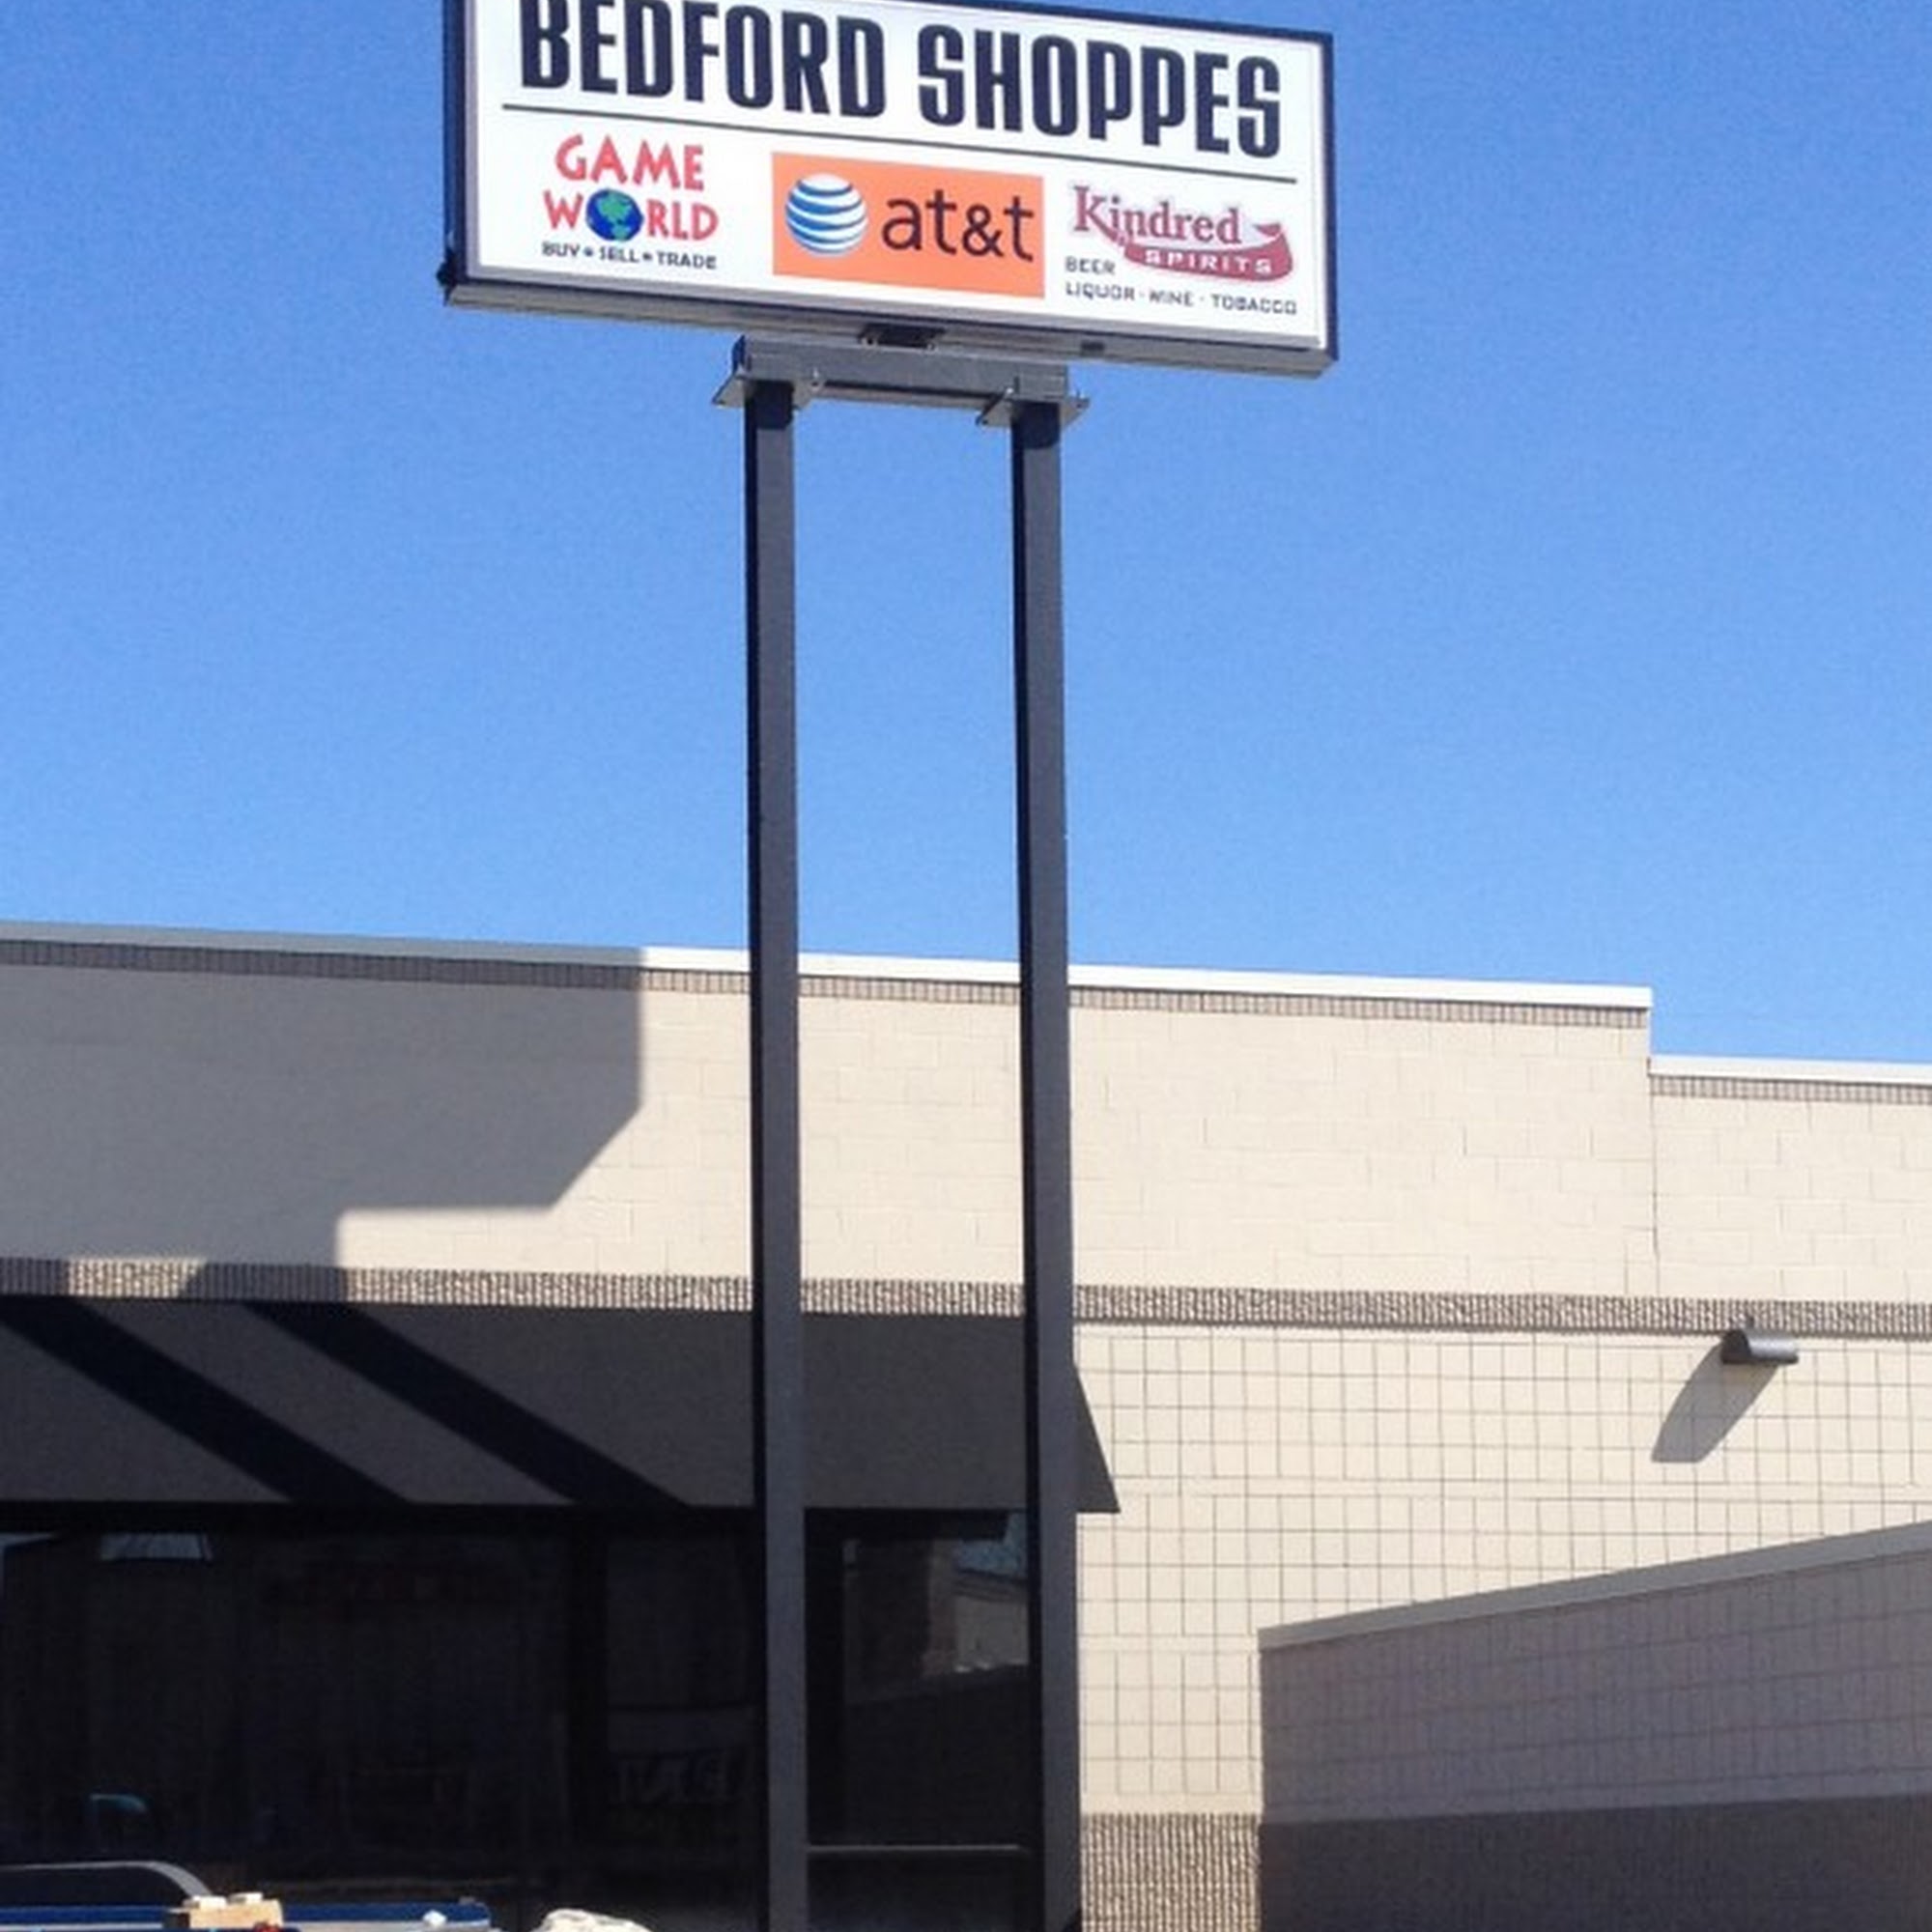 BEDFORD SHOPPES
GAME
WORLD
BUY • SELL • TRADE
at&t
Kindred
SPIRITS
BEER
LIQUOR · WINE · TOBACCO